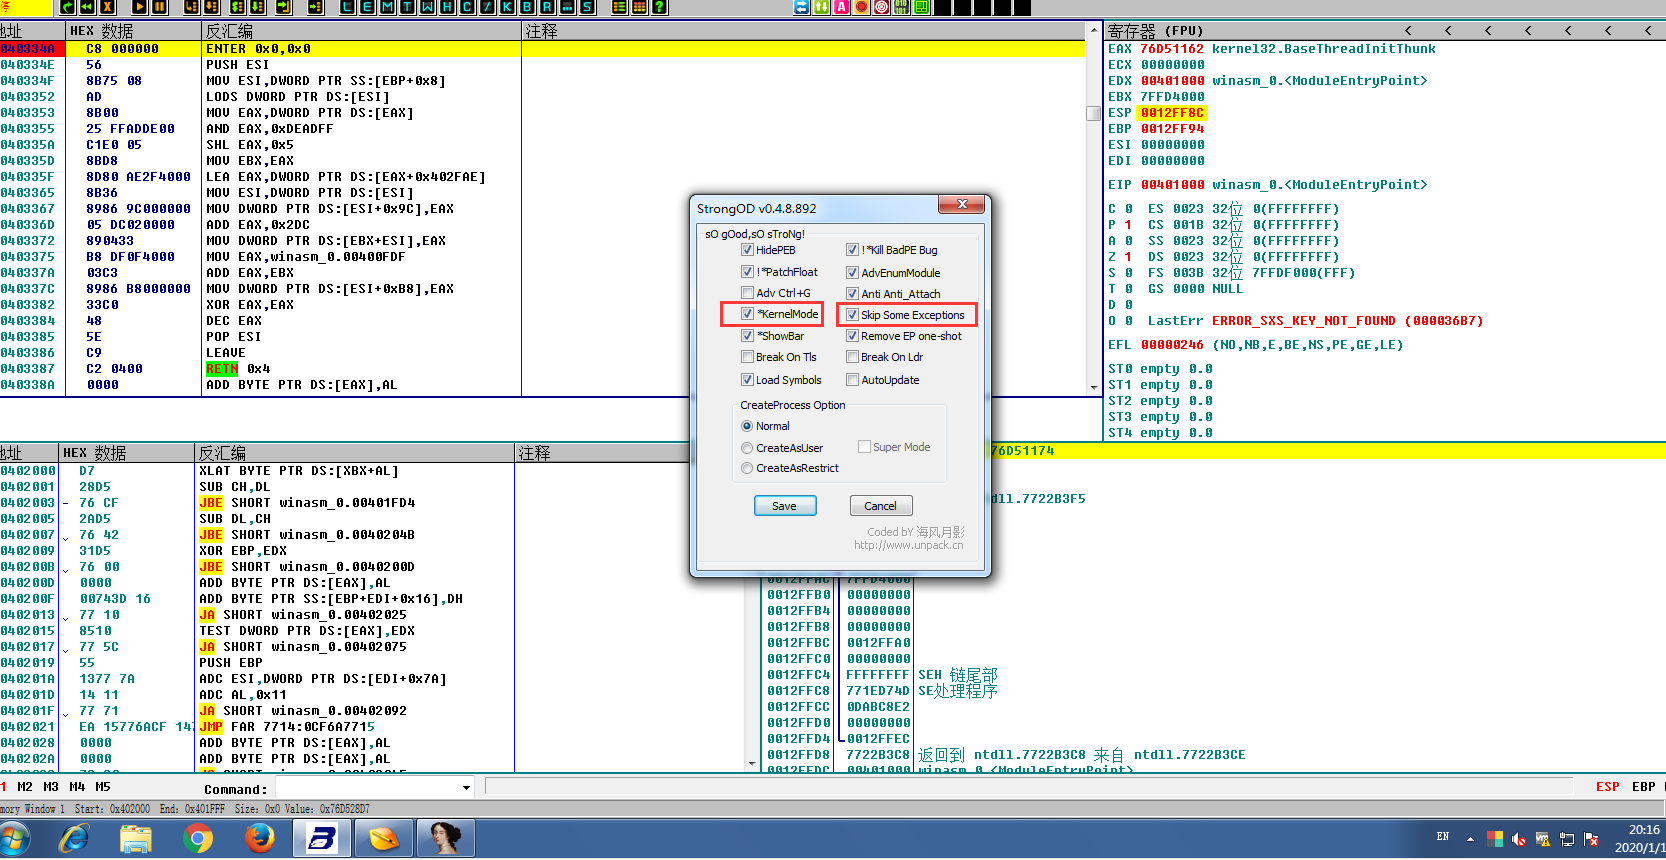 停
L E M T W H C / K B R ... S
址 HEX 数据 反汇编 注释
040334A C8 000000 ENTER 0x0,0x0
040334E 56 PUSH ESI
040334F 8B75 08 MOV ESI,DWORD PTR SS:[EBP+0x8]
0403352 AD LODS DWORD PTR DS:[ESI]
0403353 8B00 MOV EAX,DWORD PTR DS:[EAX]
0403355 25 FFADDE00 AND EAX,0xDEADFF
040335A C1E0 05 SHL EAX,0x5
040335D 8BD8 MOV EBX,EAX
040335F 8D80 AE2F4000 LEA EAX,DWORD PTR DS:[EAX+0x402FAE]
0403365 8B36 MOV ESI,DWORD PTR DS:[ESI]
0403367 8986 9C000000 MOV DWORD PTR DS:[ESI+0x9C],EAX
040336D 05 DC020000 ADD EAX,0x2DC
0403372 890433 MOV DWORD PTR DS:[EBX+ESI],EAX
0403375 B8 DF0F4000 MOV EAX,winasm_0.00400FDF
040337A 03C3 ADD EAX,EBX
040337C 8986 B8000000 MOV DWORD PTR DS:[ESI+0xB8],EAX
0403382 33C0 XOR EAX,EAX
0403384 48 DEC EAX
0403385 5E POP ESI
0403386 C9 LEAVE
0403387 C2 0400 RETN 0x4
040338A 0000 ADD BYTE PTR DS:[EAX],AL
寄存器 (FPU) < < < < < < <
EAX 76D51162 kernel32.BaseThreadInitThunk
ECX 00000000
EDX 00401000 winasm_0.<ModuleEntryPoint>
EBX 7FFD4000
ESP 0012FF8C
EBP 0012FF94
ESI 00000000
EDI 00000000
EIP 00401000 winasm_0.<ModuleEntryPoint>
C 0 ES 0023 32位 0(FFFFFFFF)
P 1 CS 001B 32位 0(FFFFFFFF)
A 0 SS 0023 32位 0(FFFFFFFF)
Z 1 DS 0023 32位 0(FFFFFFFF)
S 0 FS 003B 32位 7FFDF000(FFF)
T 0 GS 0000 NULL
D 0
O 0 LastErr ERROR_SXS_KEY_NOT_FOUND (000036B7)
EFL 00000246 (NO,NB,E,BE,NS,PE,GE,LE)
ST0 empty 0.0
ST1 empty 0.0
ST2 empty 0.0
ST3 empty 0.0
ST4 empty 0.0
StrongOD v0.4.8.892
sO gOod,sO sTroNg!
HidePEB !*Kill BadPE Bug
!*PatchFloat AdvEnumModule
Adv Ctrl+G Anti Anti_Attach
*KernelMode Skip Some Exceptions
*ShowBar Remove EP one-shot
Break On Tls Break On Ldr
Load Symbols AutoUpdate
CreateProcess Option
Normal
CreateAsUser Super Mode
CreateAsRestrict
Save Cancel
Coded bY 海风月影
http://www.unpack.cn
址 HEX 数据 反汇编 注释
0402000 D7 XLAT BYTE PTR DS:[XBX+AL]
0402001 28D5 SUB CH,DL
0402003 - 76 CF JBE SHORT winasm_0.00401FD4
0402005 2AD5 SUB DL,CH
0402007 76 42 JBE SHORT winasm_0.0040204B
0402009 31D5 XOR EBP,EDX
040200B 76 00 JBE SHORT winasm_0.0040200D
040200D 0000 ADD BYTE PTR DS:[EAX],AL
040200F 00743D 16 ADD BYTE PTR SS:[EBP+EDI+0x16],DH
0402013 77 10 JA SHORT winasm_0.00402025
0402015 8510 TEST DWORD PTR DS:[EAX],EDX
0402017 77 5C JA SHORT winasm_0.00402075
0402019 55 PUSH EBP
040201A 1377 7A ADC ESI,DWORD PTR DS:[EDI+0x7A]
040201D 14 11 ADC AL,0x11
040201F 77 71 JA SHORT winasm_0.00402092
0402021 EA 15776ACF 147 JMP FAR 7714:0CF6A7715
0402028 0000 ADD BYTE PTR DS:[EAX],AL
040202A 0000 ADD BYTE PTR DS:[EAX],AL
76D51174
dll.7722B3F5
0012FFAC 7FFD4000
0012FFB0 00000000
0012FFB4 00000000
0012FFB8 00000000
0012FFBC 0012FFA0
0012FFC0 00000000
0012FFC4 FFFFFFFF SEH 链尾部
0012FFC8 771ED74D SE处理程序
0012FFCC 0DABC8E2
0012FFD0 00000000
0012FFD4 0012FFEC
0012FFD8 7722B3C8 返回到 ntdll.7722B3C8 来自 ntdll.7722B3CE
0012FFDC 00401000 winasm_0.<ModuleEntryPoint>
1 M2 M3 M4 M5 Command: ESP EBP
mory Window 1 Start: 0x402000 End: 0x401FFF Size: 0x0 Value: 0x76D528D7
EN
20:16
2020/1/1